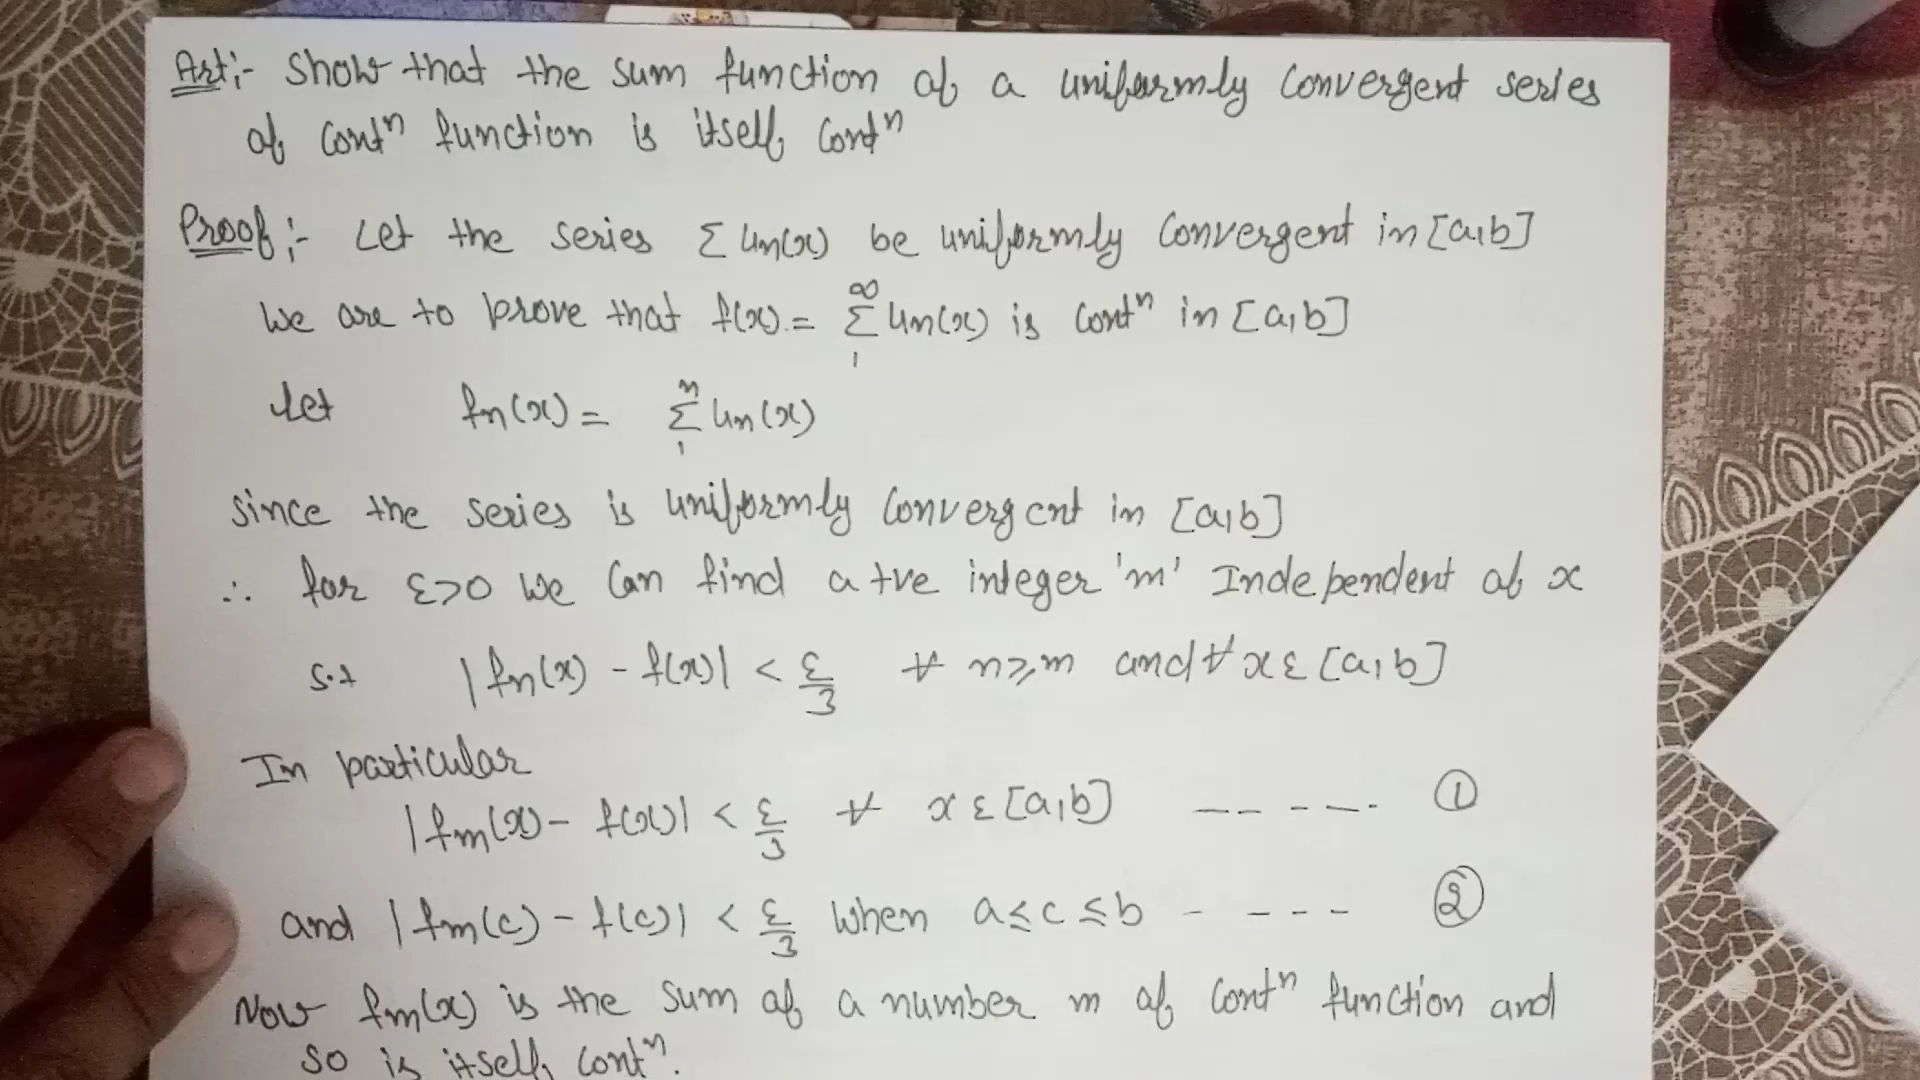 Art:- Show that the sum function of a uniformly convergent series
of contⁿ function is itself contⁿ
Proof:- Let the series Σ un(x) be uniformly convergent in [a,b]
We are to prove that f(x) = ∞Σ1 un(x) is contⁿ in [a,b]
Let fn(x) = nΣ1 un(x)
Since the series is uniformly convergent in [a,b]
∴ for ε>0 we can find a +ve integer 'm' Independent of x
s.t |fn(x) - f(x)| < ε/3 ∀ n≥m and ∀ x ε [a,b]
In particular
|fm(x) - f(x)| < ε/3 ∀ x ε [a,b] ----- ①
and |fm(c) - f(c)| < ε/3 when a≤c≤b ---- ②
Now fm(x) is the sum of a number m of contⁿ function and
so is itself contⁿ.